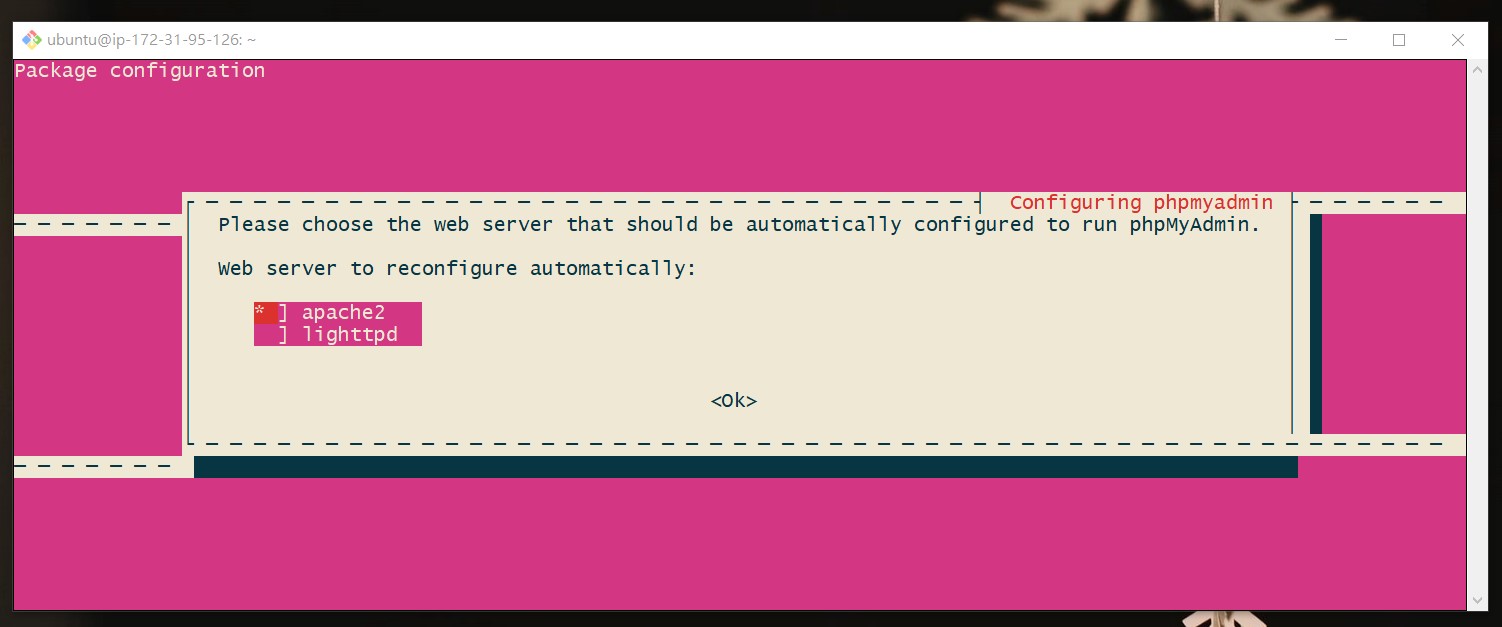 ubuntu@ip-172-31-95-126: ~
Package configuration
Configuring phpmyadmin
Please choose the web server that should be automatically configured to run phpMyAdmin.
Web server to reconfigure automatically:
* ] apache2
] lighttpd
<Ok>